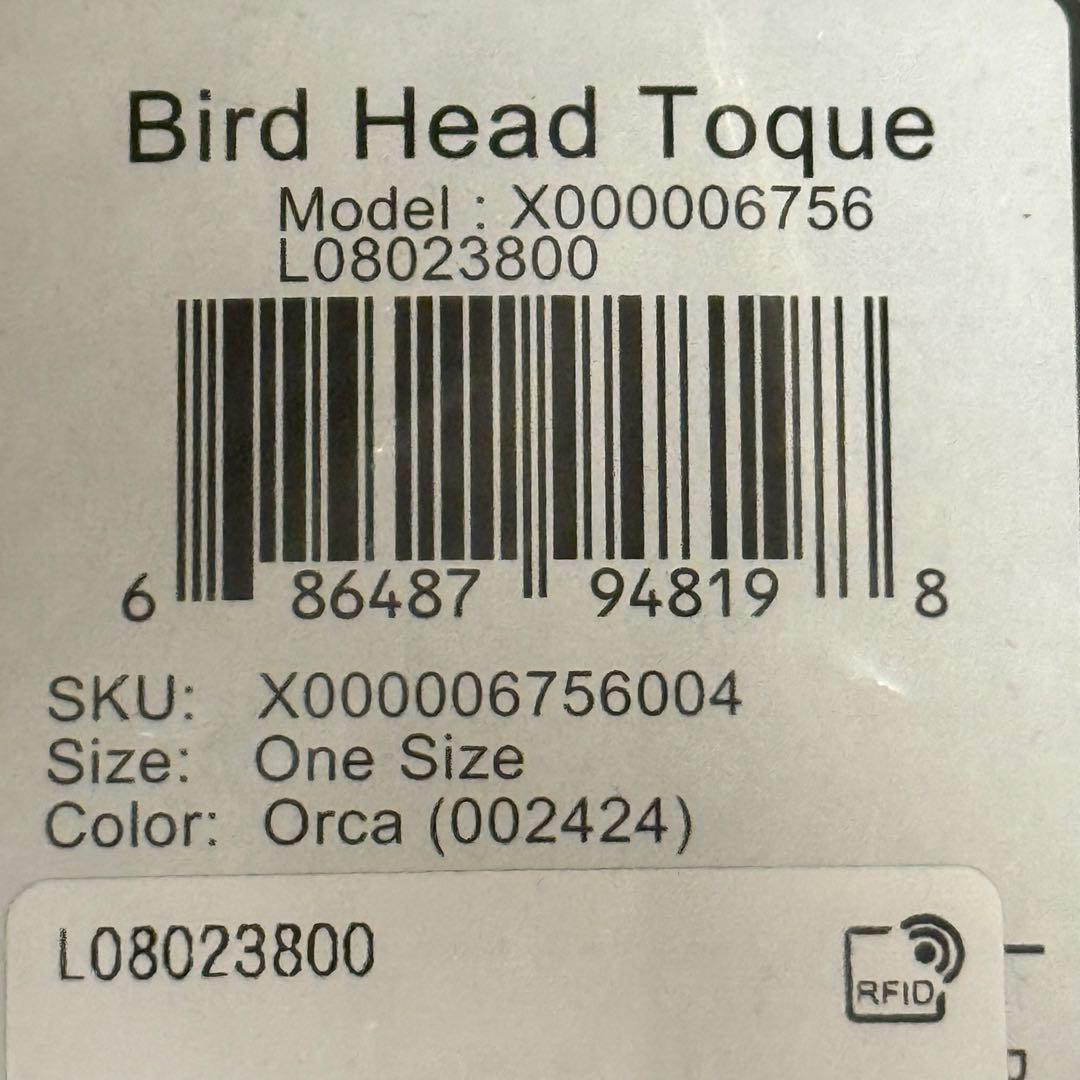 Bird Head Toque
Model : X000006756
L08023800
6 86487 94819 8
SKU: X000006756004
Size: One Size
Color: Orca (002424)
L08023800
RFID